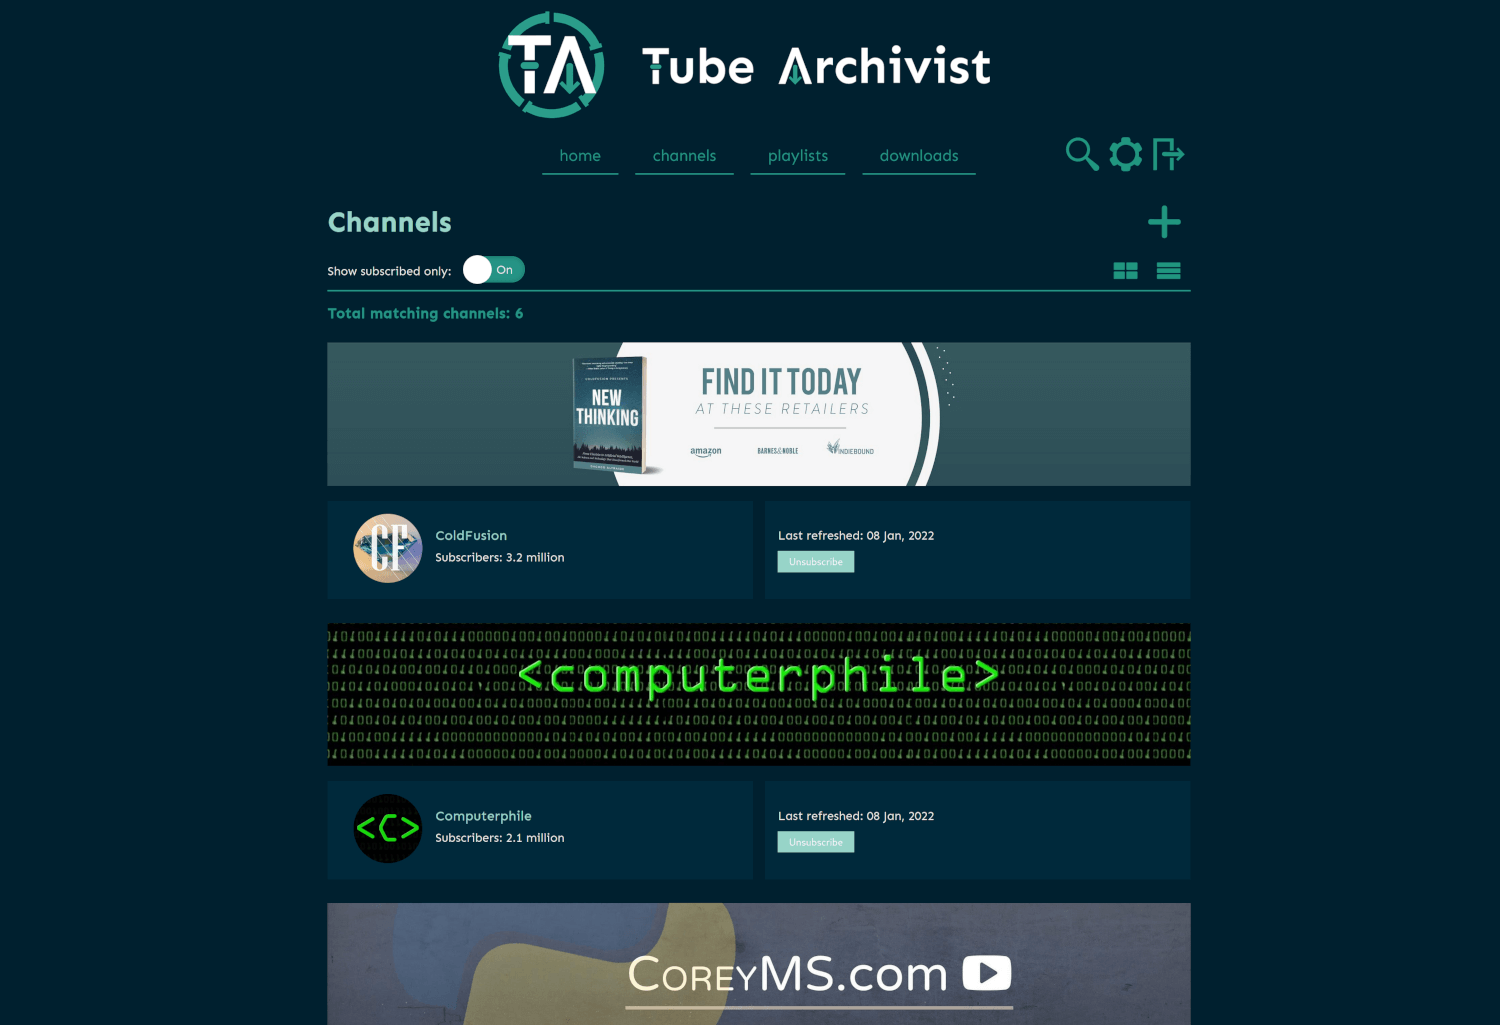 TA Tube Archivist
home channels playlists downloads
Channels
Show subscribed only: On
Total matching channels: 6
COLDFUSION PRESENTS
NEW
THINKING
FIND IT TODAY
AT THESE RETAILERS
amazon BARNES&NOBLE INDIEBOUND
CF
ColdFusion
Subscribers: 3.2 million
Last refreshed: 08 Jan, 2022
Unsubscribe
<computerphile>
<C>
Computerphile
Subscribers: 2.1 million
Last refreshed: 08 Jan, 2022
Unsubscribe
COREYMS.com